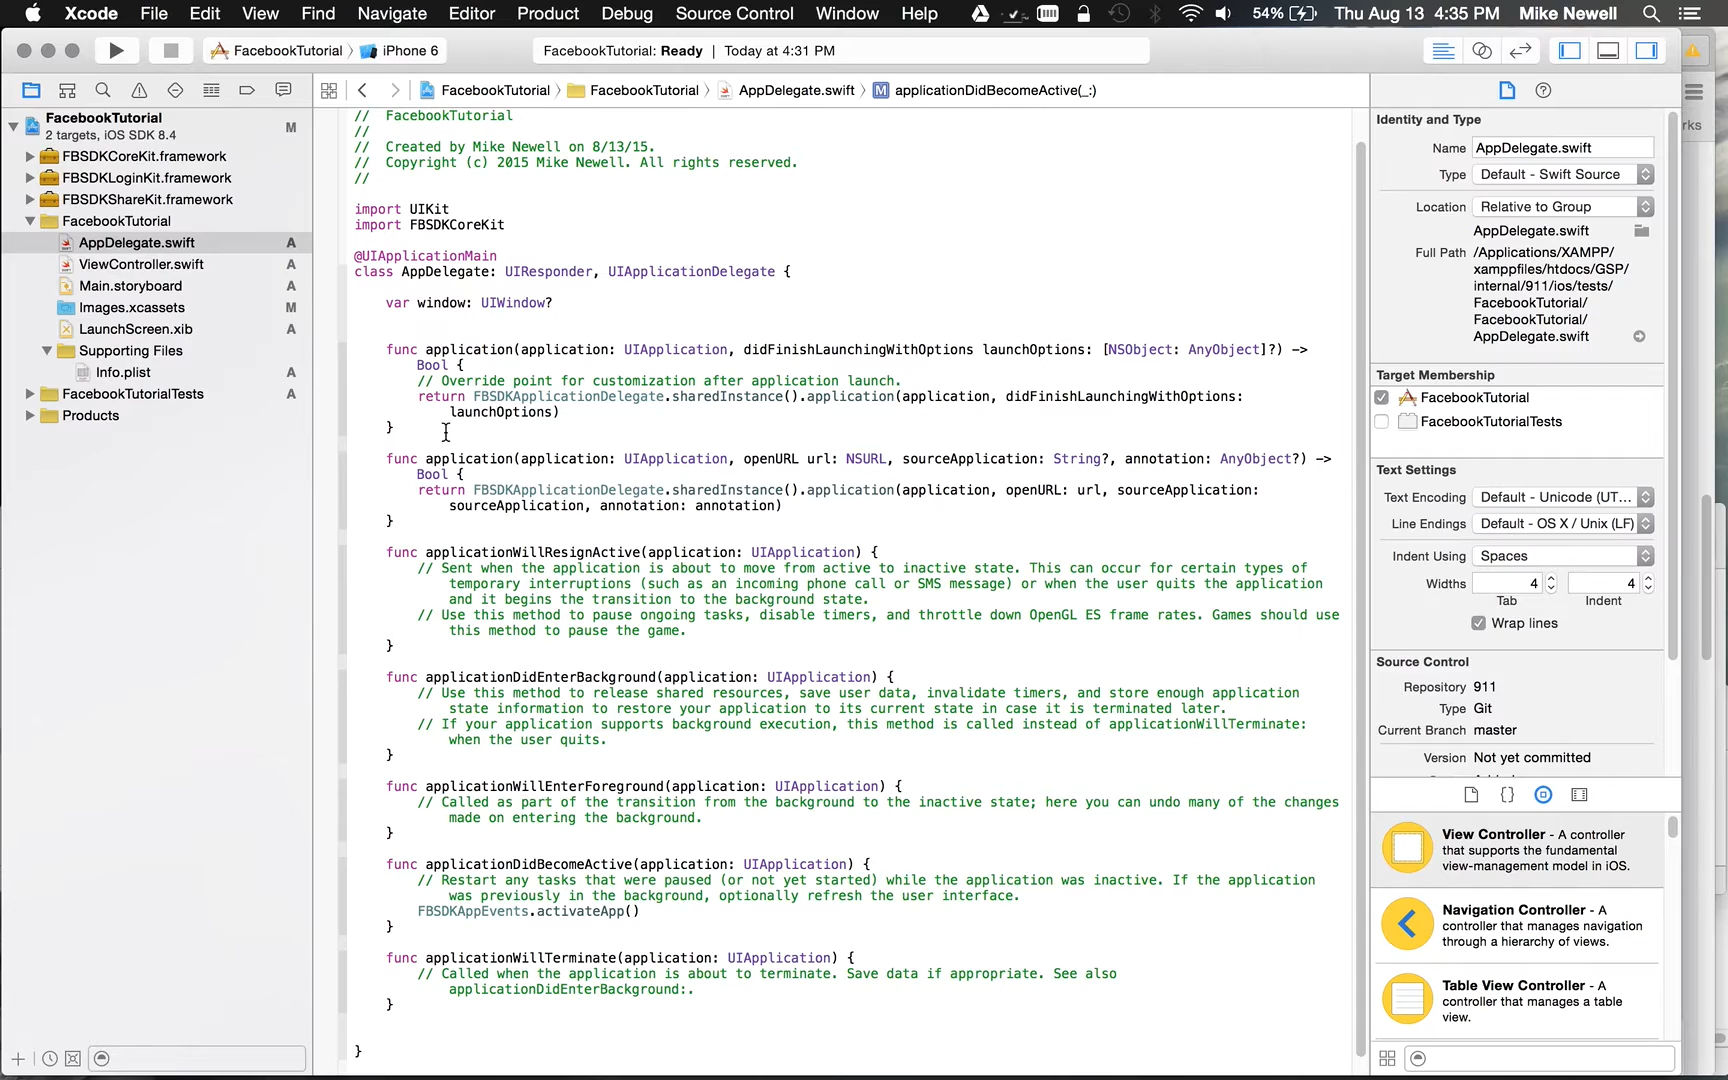 Xcode File Edit View Find Navigate Editor Product Debug Source Control Window Help 54% Thu Aug 13 4:35 PM Mike Newell
FacebookTutorial iPhone 6 FacebookTutorial: Ready | Today at 4:31 PM
FacebookTutorial FacebookTutorial AppDelegate.swift M applicationDidBecomeActive(_:)
FacebookTutorial
2 targets, iOS SDK 8.4 M
FBSDKCoreKit.framework
FBSDKLoginKit.framework
FBSDKShareKit.framework
FacebookTutorial
AppDelegate.swift A
ViewController.swift A
Main.storyboard A
Images.xcassets M
LaunchScreen.xib A
Supporting Files
Info.plist A
FacebookTutorialTests A
Products
// FacebookTutorial
//
// Created by Mike Newell on 8/13/15.
// Copyright (c) 2015 Mike Newell. All rights reserved.
//
import UIKit
import FBSDKCoreKit
@UIApplicationMain
class AppDelegate: UIResponder, UIApplicationDelegate {
var window: UIWindow?
func application(application: UIApplication, didFinishLaunchingWithOptions launchOptions: [NSObject: AnyObject]?) ->
Bool {
// Override point for customization after application launch.
return FBSDKApplicationDelegate.sharedInstance().application(application, didFinishLaunchingWithOptions:
launchOptions)
}
func application(application: UIApplication, openURL url: NSURL, sourceApplication: String?, annotation: AnyObject?) ->
Bool {
return FBSDKApplicationDelegate.sharedInstance().application(application, openURL: url, sourceApplication:
sourceApplication, annotation: annotation)
}
func applicationWillResignActive(application: UIApplication) {
// Sent when the application is about to move from active to inactive state. This can occur for certain types of
temporary interruptions (such as an incoming phone call or SMS message) or when the user quits the application
and it begins the transition to the background state.
// Use this method to pause ongoing tasks, disable timers, and throttle down OpenGL ES frame rates. Games should use
this method to pause the game.
}
func applicationDidEnterBackground(application: UIApplication) {
// Use this method to release shared resources, save user data, invalidate timers, and store enough application
state information to restore your application to its current state in case it is terminated later.
// If your application supports background execution, this method is called instead of applicationWillTerminate:
when the user quits.
}
func applicationWillEnterForeground(application: UIApplication) {
// Called as part of the transition from the background to the inactive state; here you can undo many of the changes
made on entering the background.
}
func applicationDidBecomeActive(application: UIApplication) {
// Restart any tasks that were paused (or not yet started) while the application was inactive. If the application
was previously in the background, optionally refresh the user interface.
FBSDKAppEvents.activateApp()
}
func applicationWillTerminate(application: UIApplication) {
// Called when the application is about to terminate. Save data if appropriate. See also
applicationDidEnterBackground:.
}
}
Identity and Type
Name AppDelegate.swift
Type Default - Swift Source
Location Relative to Group
AppDelegate.swift
Full Path /Applications/XAMPP/
xamppfiles/htdocs/GSP/
internal/911/ios/tests/
FacebookTutorial/
FacebookTutorial/
AppDelegate.swift
Target Membership
FacebookTutorial
FacebookTutorialTests
Text Settings
Text Encoding Default - Unicode (UT...
Line Endings Default - OS X / Unix (LF)
Indent Using Spaces
Widths 4 4
Tab Indent
Wrap lines
Source Control
Repository 911
Type Git
Current Branch master
Version Not yet committed
{}
View Controller - A controller
that supports the fundamental
view-management model in iOS.
Navigation Controller - A
controller that manages navigation
through a hierarchy of views.
Table View Controller - A
controller that manages a table
view.
rks